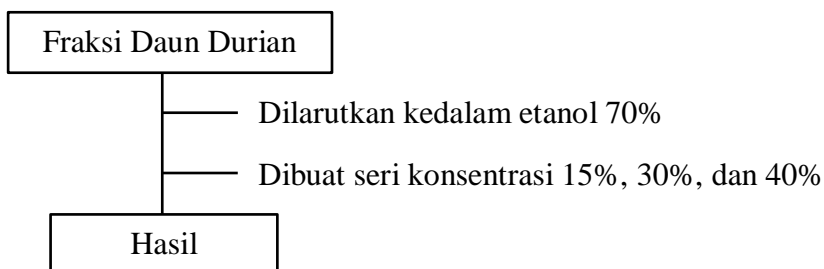 Fraksi Daun Durian
Dilarutkan kedalam etanol 70%
Dibuat seri konsentrasi 15%, 30%, dan 40%
Hasil